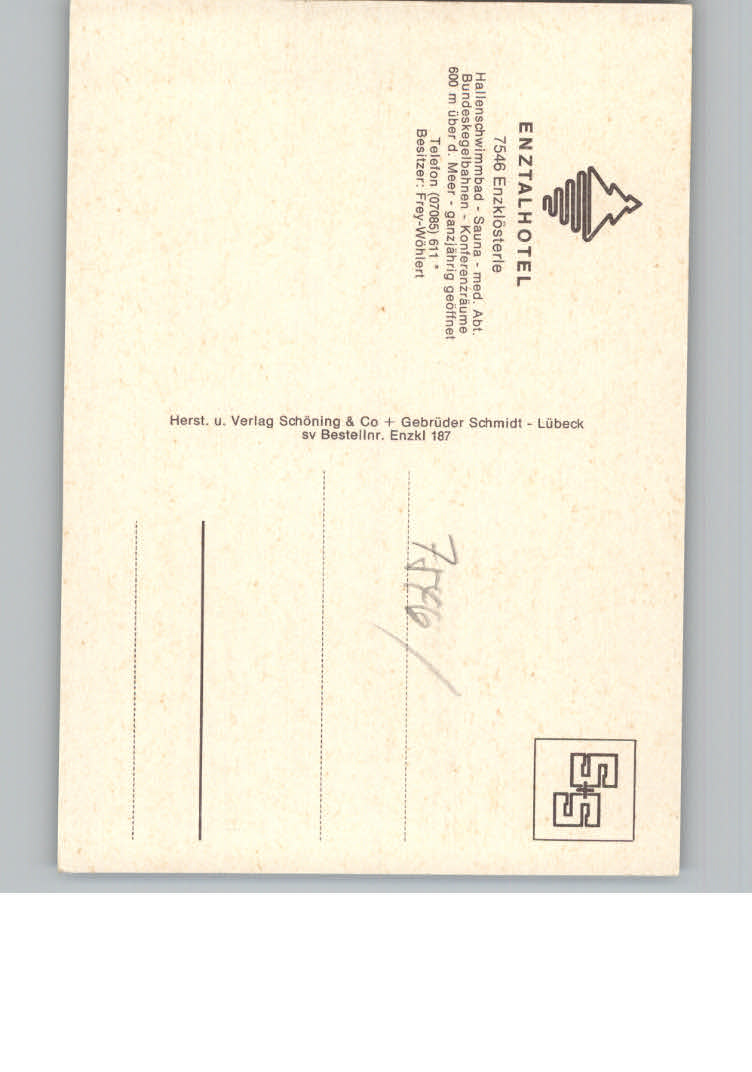 ENZTALHOTEL
7546 Enzklösterle
Hallenschwimmbad - Sauna - med. Abt.
Bundeskegelbahnen - Konferenzräume
600 m über d. Meer - ganzjährig geöffnet
Telefon (07085) 611 *
Besitzer: Frey-Wöhlert
Herst. u. Verlag Schöning & Co + Gebrüder Schmidt - Lübeck
sv Bestellnr. Enzkl 187
7546/
S+S